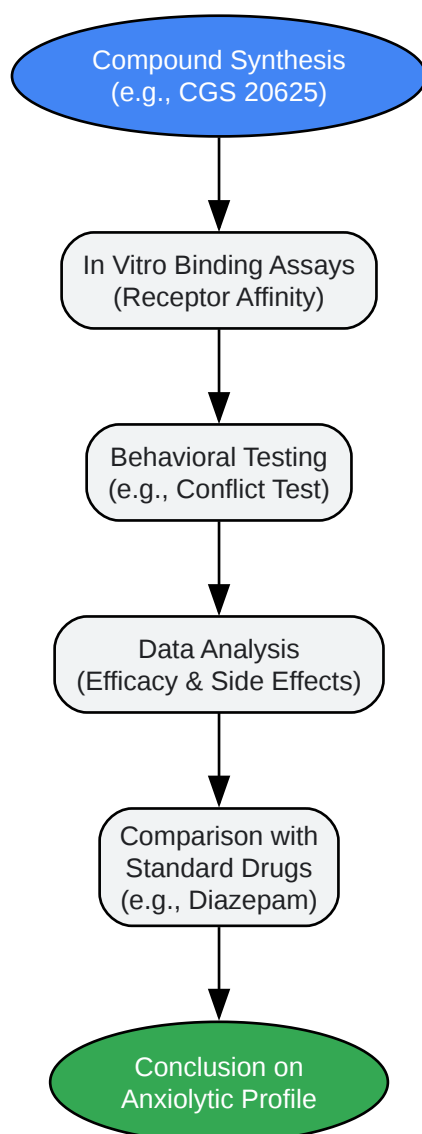 Compound Synthesis
(e.g., CGS 20625)
In Vitro Binding Assays
(Receptor Affinity)
Behavioral Testing
(e.g., Conflict Test)
Data Analysis
(Efficacy & Side Effects)
Comparison with
Standard Drugs
(e.g., Diazepam)
Conclusion on
Anxiolytic Profile